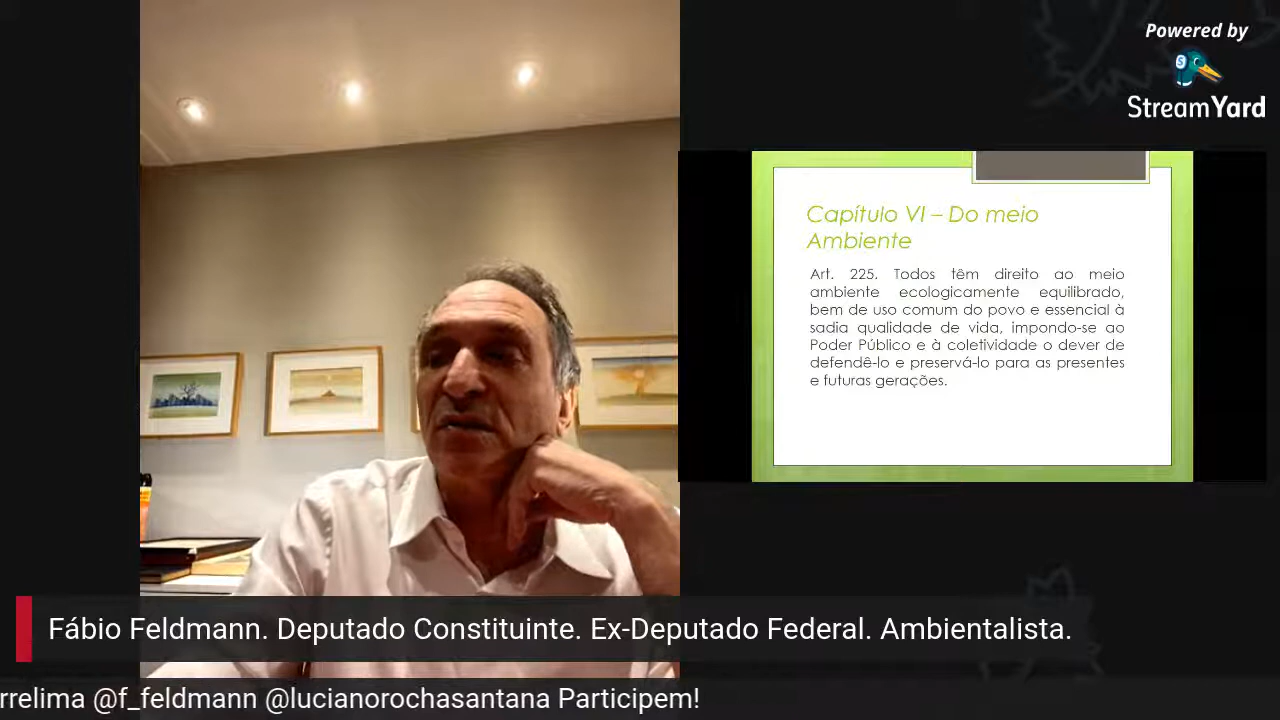 Powered by
StreamYard
Capítulo VI – Do meio
Ambiente
Art. 225. Todos têm direito ao meio
ambiente ecologicamente equilibrado,
bem de uso comum do povo e essencial à
sadia qualidade de vida, impondo-se ao
Poder Público e à coletividade o dever de
defendê-lo e preservá-lo para as presentes
e futuras gerações.
Fábio Feldmann. Deputado Constituinte. Ex-Deputado Federal. Ambientalista.
rrelima @f_feldmann @lucianorochasantana Participem!